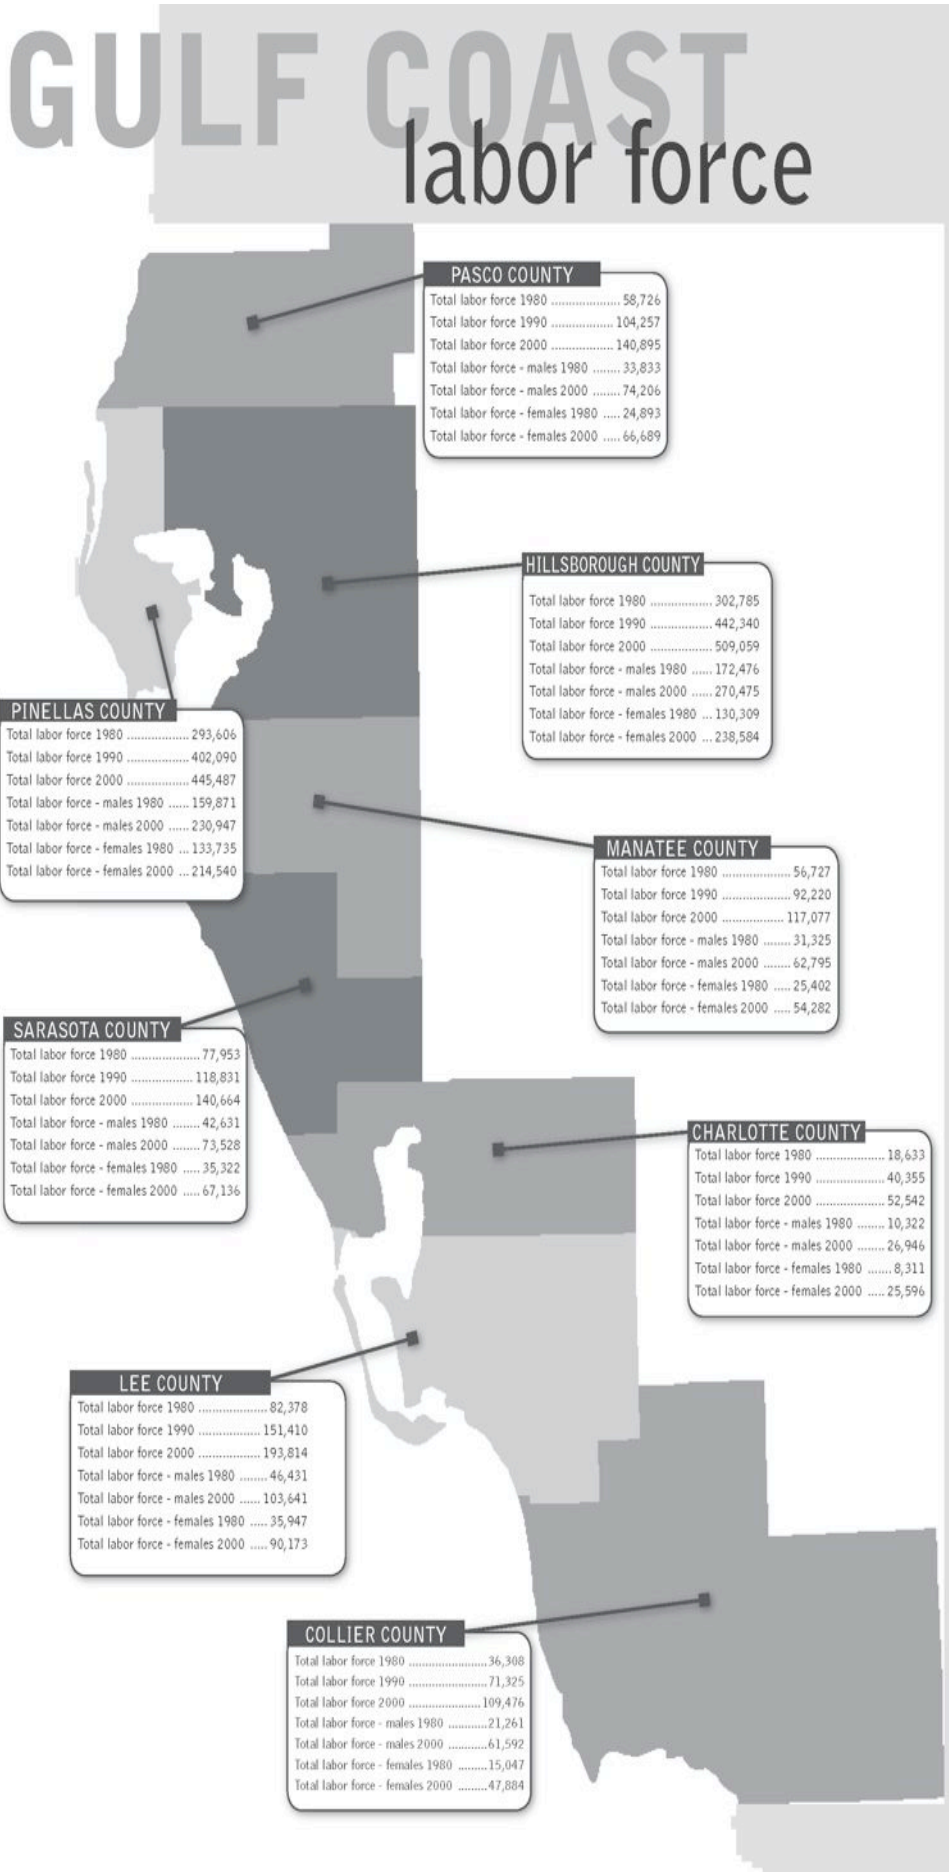 GULF COAST
labor force
PASCO COUNTY
Total labor force 1980 .................... 58,726
Total labor force 1990 .................. 104,257
Total labor force 2000 .................. 140,895
Total labor force - males 1980 ........ 33,833
Total labor force - males 2000 ........ 74,206
Total labor force - females 1980 ..... 24,893
Total labor force - females 2000 ..... 66,689
HILLSBOROUGH COUNTY
Total labor force 1980 .................. 302,785
Total labor force 1990 .................. 442,340
Total labor force 2000 .................. 509,059
Total labor force - males 1980 ...... 172,476
Total labor force - males 2000 ...... 270,475
Total labor force - females 1980 ... 130,309
Total labor force - females 2000 ... 238,584
PINELLAS COUNTY
Total labor force 1980 .................. 293,606
Total labor force 1990 .................. 402,090
Total labor force 2000 .................. 445,487
Total labor force - males 1980 ...... 159,871
Total labor force - males 2000 ...... 230,947
Total labor force - females 1980 ... 133,735
Total labor force - females 2000 ... 214,540
MANATEE COUNTY
Total labor force 1980 .................... 56,727
Total labor force 1990 .................... 92,220
Total labor force 2000 .................. 117,077
Total labor force - males 1980 ........ 31,325
Total labor force - males 2000 ........ 62,795
Total labor force - females 1980 ..... 25,402
Total labor force - females 2000 ..... 54,282
SARASOTA COUNTY
Total labor force 1980 .................... 77,953
Total labor force 1990 .................. 118,831
Total labor force 2000 .................. 140,664
Total labor force - males 1980 ........ 42,631
Total labor force - males 2000 ........ 73,528
Total labor force - females 1980 ..... 35,322
Total labor force - females 2000 ..... 67,136
CHARLOTTE COUNTY
Total labor force 1980 .................... 18,633
Total labor force 1990 .................... 40,355
Total labor force 2000 .................... 52,542
Total labor force - males 1980 ........ 10,322
Total labor force - males 2000 ........ 26,946
Total labor force - females 1980 ....... 8,311
Total labor force - females 2000 ..... 25,596
LEE COUNTY
Total labor force 1980 .................... 82,378
Total labor force 1990 .................. 151,410
Total labor force 2000 .................. 193,814
Total labor force - males 1980 ........ 46,431
Total labor force - males 2000 ...... 103,641
Total labor force - females 1980 ..... 35,947
Total labor force - females 2000 ..... 90,173
COLLIER COUNTY
Total labor force 1980 ........................ 36,308
Total labor force 1990 ........................ 71,325
Total labor force 2000 ...................... 109,476
Total labor force - males 1980 ............ 21,261
Total labor force - males 2000 ............ 61,592
Total labor force - females 1980 ......... 15,047
Total labor force - females 2000 ......... 47,884